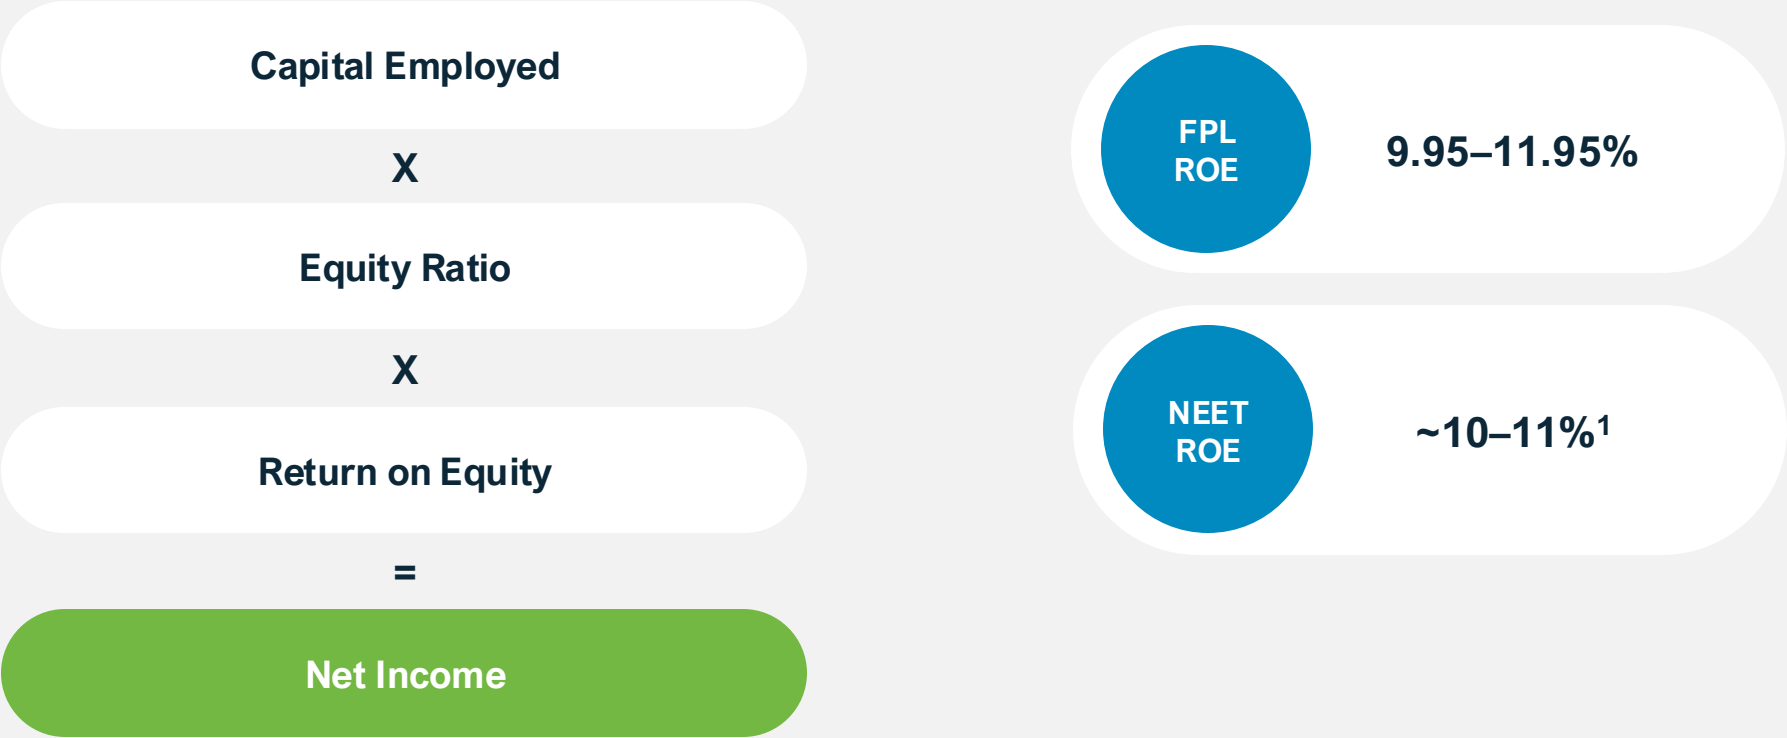 Capital Employed
X
Equity Ratio
X
Return on Equity
=
Net Income
FPL
ROE
9.95–11.95%
NEET
ROE
~10–11%¹